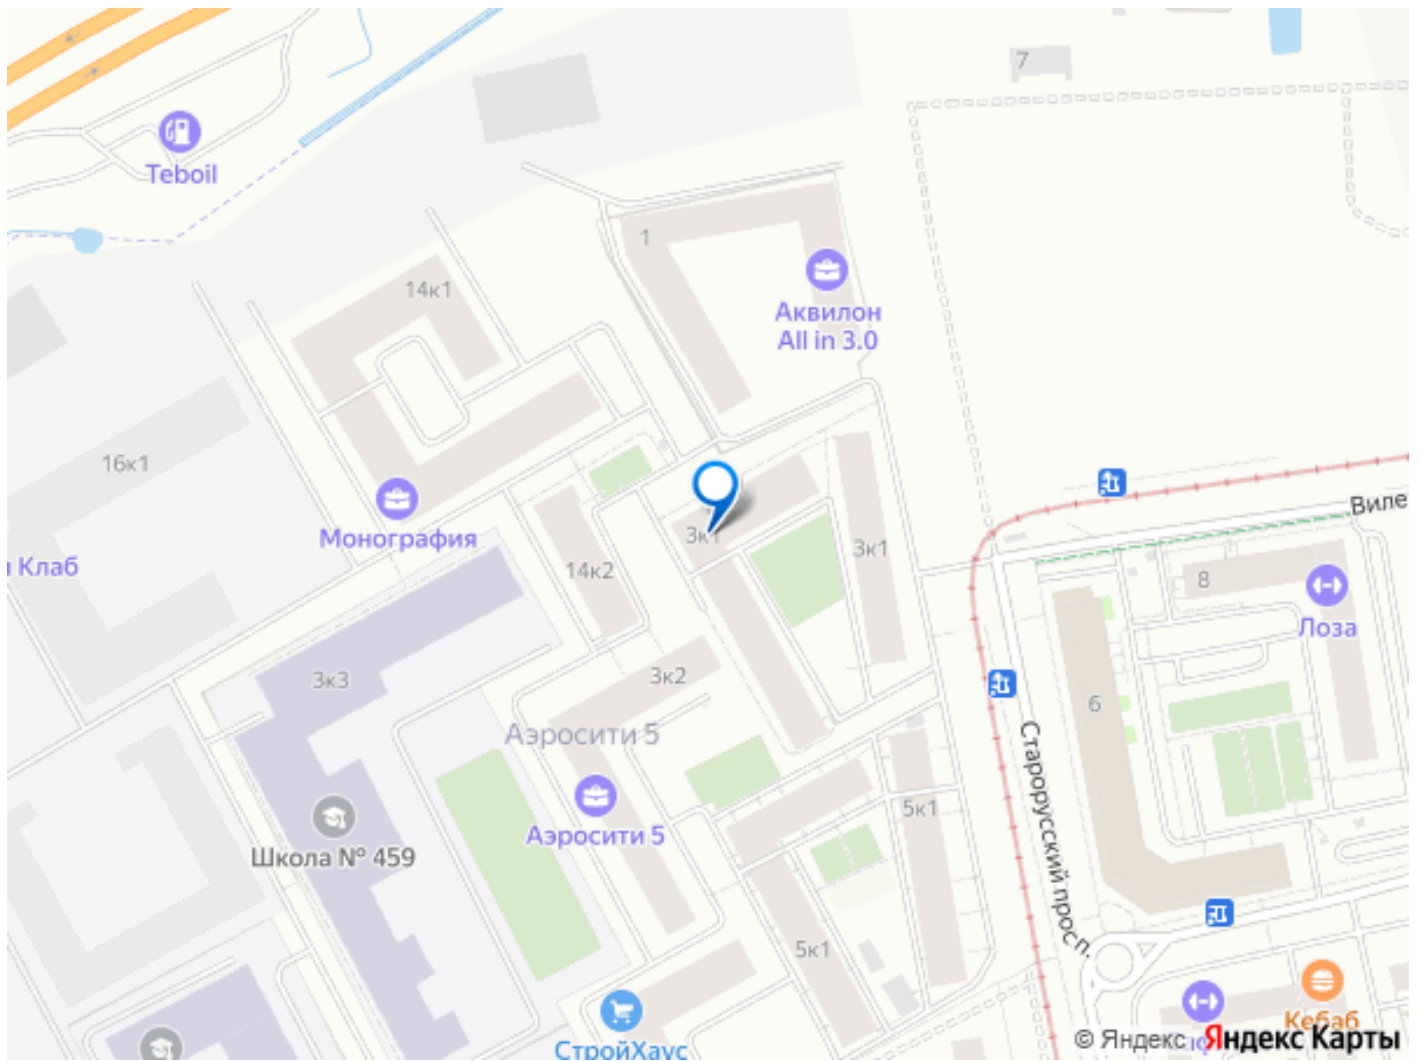 7
Teboil
1
14к1
Аквилон
All in 3.0
16к1
Монография
н Клаб
3к1
3к1
14к2
Виле
8
Лоза
3к3
3к2
6
Аэросити 5
Старорусский просп.
Аэросити 5
5к1
Школа № 459
5к1
СтройХаус
Кебаб
© Яндекс Яндекс Карты